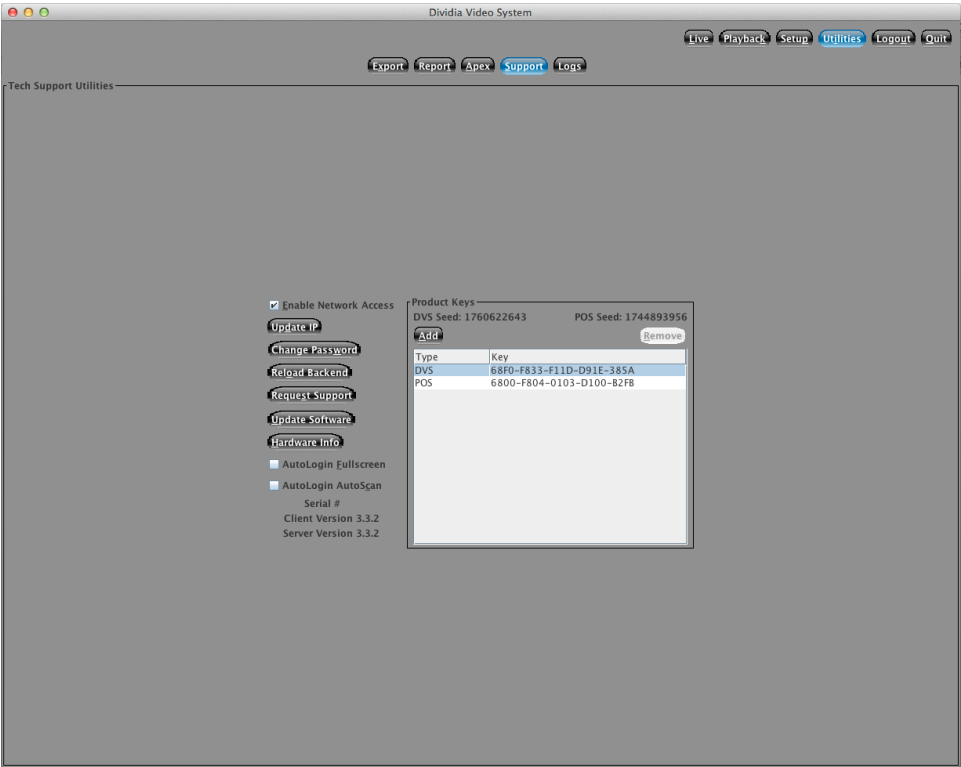 Dividia Video System
Live Playback Setup Utilities Logout Quit
Export Report Apex Support Logs
Tech Support Utilities
Enable Network Access
Update IP
Change Password
Reload Backend
Request Support
Update Software
Hardware Info
AutoLogin Fullscreen
AutoLogin AutoScan
Serial #
Client Version 3.3.2
Server Version 3.3.2
Product Keys
DVS Seed: 1760622643 POS Seed: 1744893956
Add Remove
Type Key
DVS 68F0-F833-F11D-D91E-385A
POS 6800-F804-0103-D100-B2FB